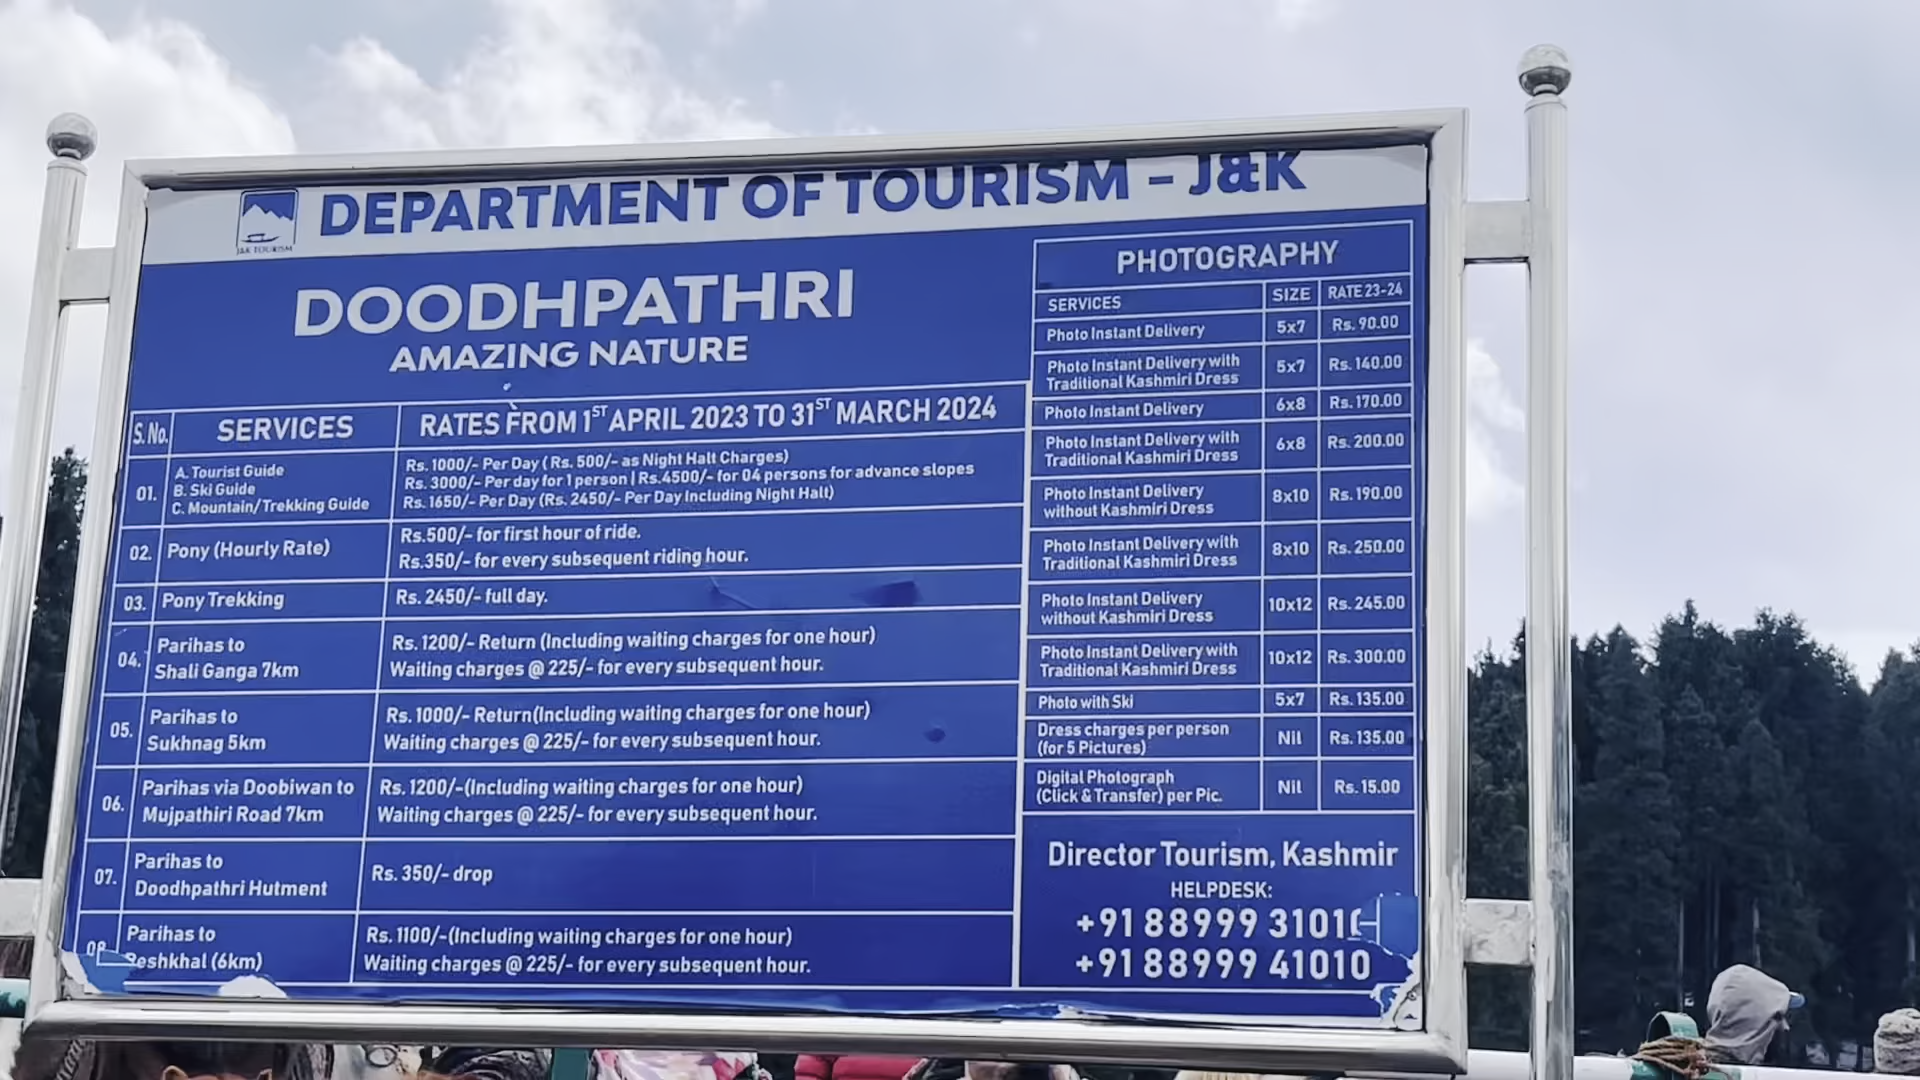 DEPARTMENT OF TOURISM - J&K
J&K TOURISM
DOODHPATHRI
AMAZING NATURE
S. No. SERVICES RATES FROM 1ST APRIL 2023 TO 31ST MARCH 2024
01.
A. Tourist Guide
B. Ski Guide
C. Mountain/Trekking Guide
Rs. 1000/- Per Day ( Rs. 500/- as Night Halt Charges)
Rs. 3000/- Per day for 1 person | Rs.4500/- for 04 persons for advance slopes
Rs. 1650/- Per Day (Rs. 2450/- Per Day Including Night Halt)
02. Pony (Hourly Rate)
Rs.500/- for first hour of ride.
Rs.350/- for every subsequent riding hour.
03. Pony Trekking Rs. 2450/- full day.
04.
Parihas to
Shali Ganga 7km
Rs. 1200/- Return (Including waiting charges for one hour)
Waiting charges @ 225/- for every subsequent hour.
05.
Parihas to
Sukhnag 5km
Rs. 1000/- Return(Including waiting charges for one hour)
Waiting charges @ 225/- for every subsequent hour.
06.
Parihas via Doobiwan to
Mujpathiri Road 7km
Rs. 1200/-(Including waiting charges for one hour)
Waiting charges @ 225/- for every subsequent hour.
07.
Parihas to
Doodhpathri Hutment
Rs. 350/- drop
Parihas to
(6km)
Rs. 1100/-(Including waiting charges for one hour)
Waiting charges @ 225/- for every subsequent hour.
PHOTOGRAPHY
SERVICES SIZE RATE 23-24
Photo Instant Delivery 5x7 Rs. 90.00
Photo Instant Delivery with
Traditional Kashmiri Dress 5x7 Rs. 140.00
Photo Instant Delivery 6x8 Rs. 170.00
Photo Instant Delivery with
Traditional Kashmiri Dress 6x8 Rs. 200.00
Photo Instant Delivery
without Kashmiri Dress 8x10 Rs. 190.00
Photo Instant Delivery with
Traditional Kashmiri Dress 8x10 Rs. 250.00
Photo Instant Delivery
without Kashmiri Dress 10x12 Rs. 245.00
Photo Instant Delivery with
Traditional Kashmiri Dress 10x12 Rs. 300.00
Photo with Ski 5x7 Rs. 135.00
Dress charges per person
(for 5 Pictures) Nil Rs. 135.00
Digital Photograph
(Click & Transfer) per Pic. Nil Rs. 15.00
Director Tourism, Kashmir
HELPDESK:
+91 88999
+91 88999 41010